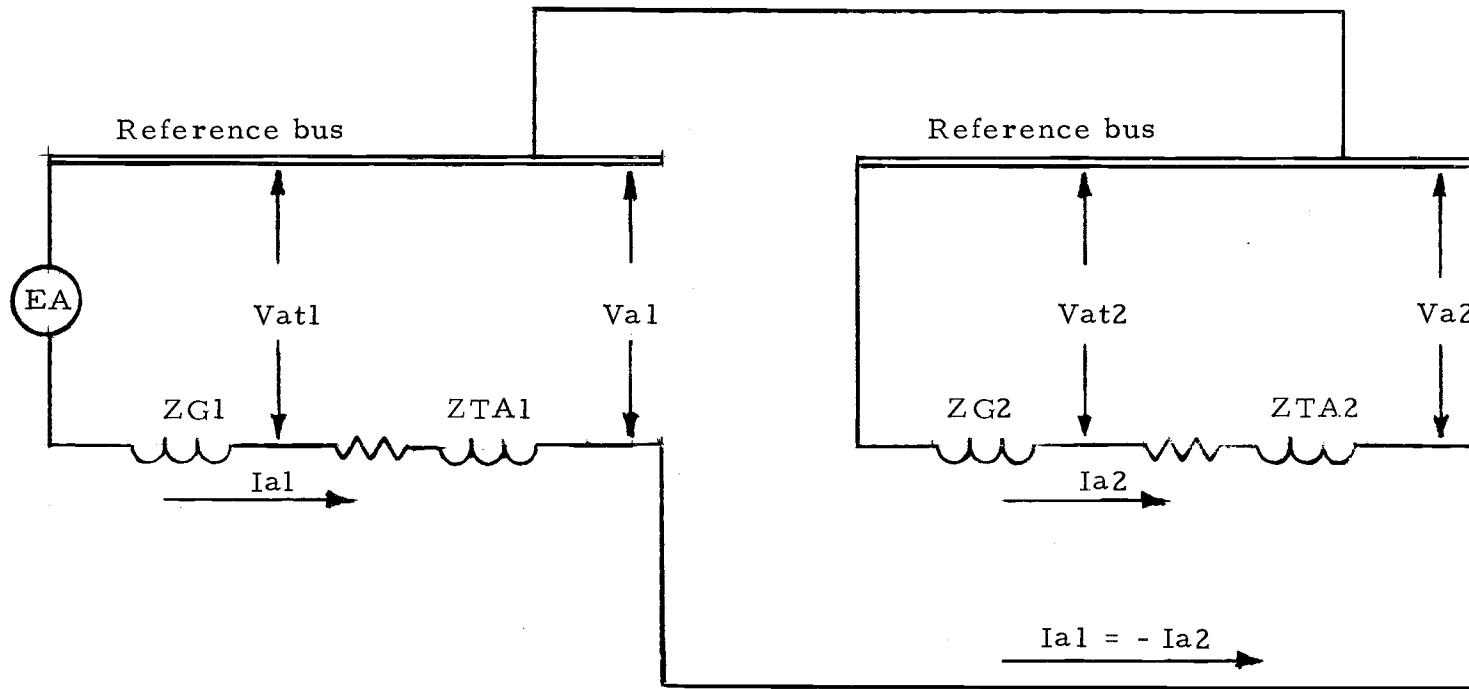 Reference bus
Reference bus
EA
Vat1
Va1
Vat2
Va2
ZG1
ZTA1
ZG2
ZTA2
Ia1
Ia2
Ia1 = - Ia2